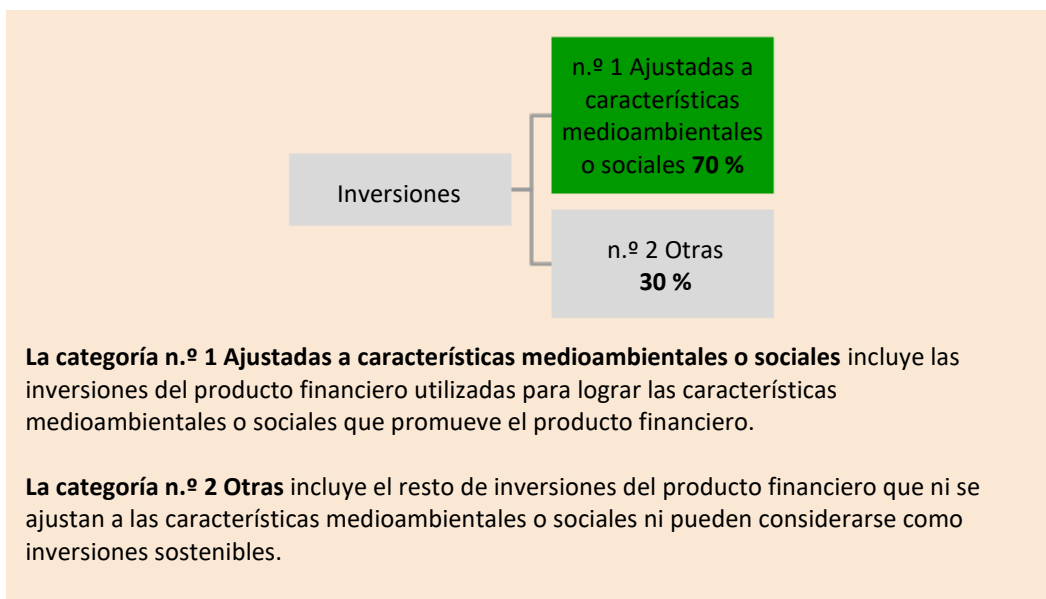 n.º 1 Ajustadas a
características
medioambientales
o sociales 70 %
Inversiones
n.º 2 Otras
30 %
La categoría n.º 1 Ajustadas a características medioambientales o sociales incluye las
inversiones del producto financiero utilizadas para lograr las características
medioambientales o sociales que promueve el producto financiero.
La categoría n.º 2 Otras incluye el resto de inversiones del producto financiero que ni se
ajustan a las características medioambientales o sociales ni pueden considerarse como
inversiones sostenibles.